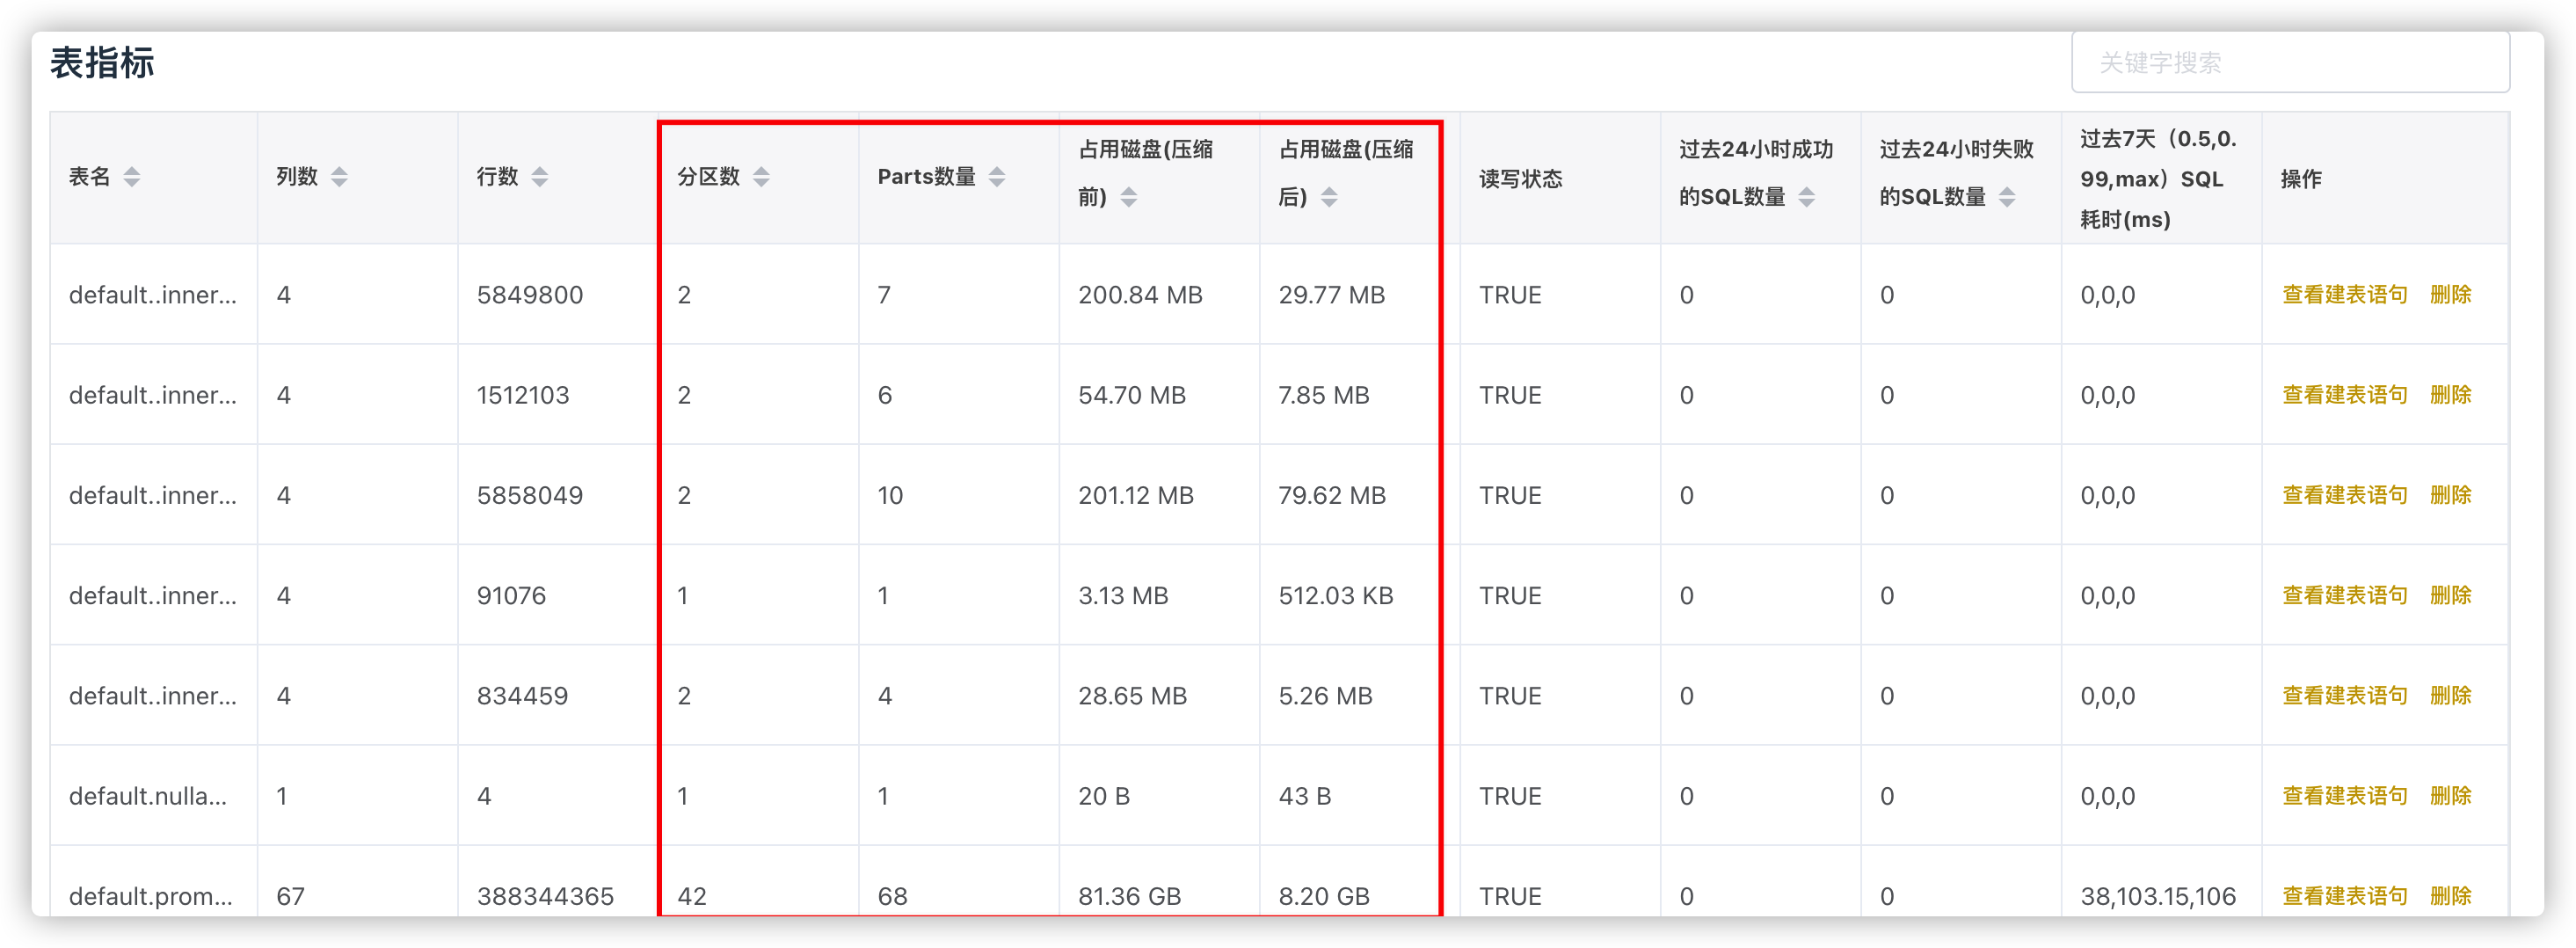 表指标
关键字搜索
表名 列数 行数 分区数 Parts数量 占用磁盘(压缩前) 占用磁盘(压缩后) 读写状态 过去24小时成功的SQL数量 过去24小时失败的SQL数量 过去7天（0.5,0.99,max）SQL耗时(ms) 操作
default..inner... 4 5849800 2 7 200.84 MB 29.77 MB TRUE 0 0 0,0,0 查看建表语句 删除
default..inner... 4 1512103 2 6 54.70 MB 7.85 MB TRUE 0 0 0,0,0 查看建表语句 删除
default..inner... 4 5858049 2 10 201.12 MB 79.62 MB TRUE 0 0 0,0,0 查看建表语句 删除
default..inner... 4 91076 1 1 3.13 MB 512.03 KB TRUE 0 0 0,0,0 查看建表语句 删除
default..inner... 4 834459 2 4 28.65 MB 5.26 MB TRUE 0 0 0,0,0 查看建表语句 删除
default.nulla... 1 4 1 1 20 B 43 B TRUE 0 0 0,0,0 查看建表语句 删除
default.prom... 67 388344365 42 68 81.36 GB 8.20 GB TRUE 0 0 38,103.15,106 查看建表语句 删除